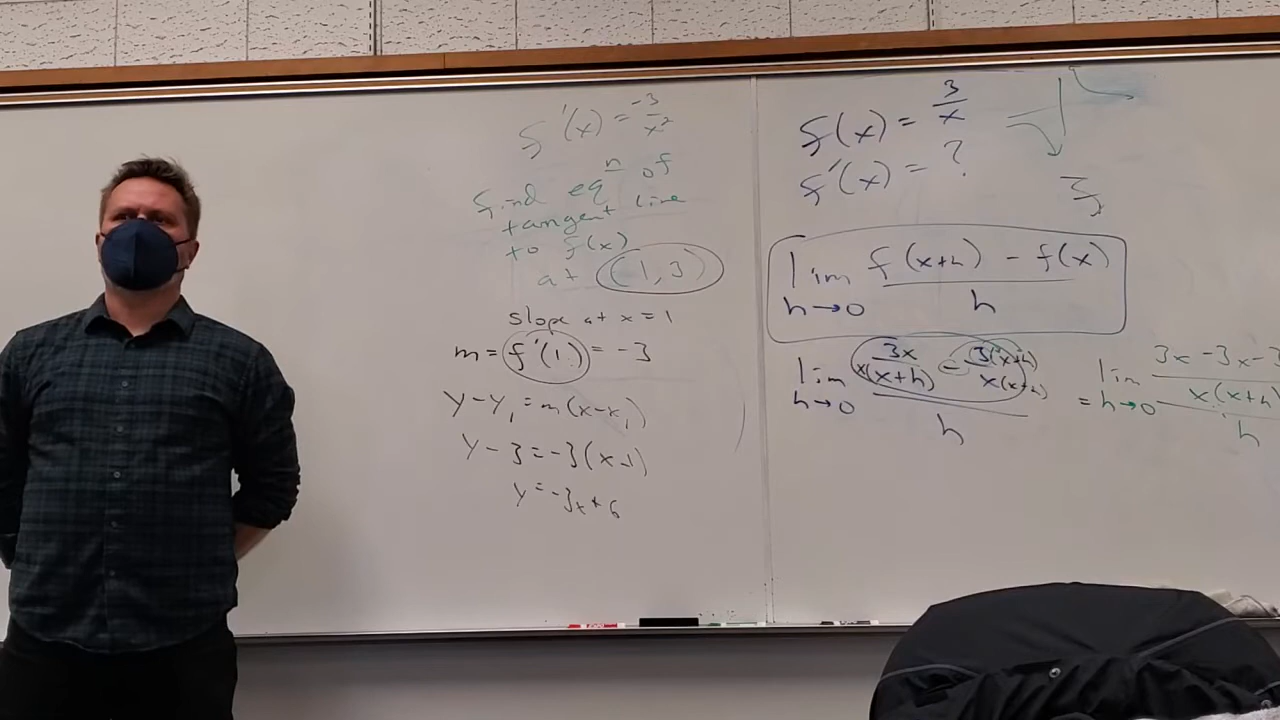 f'(x) = -3/x²
find eqⁿ of
tangent line
to f(x)
at (1,3)
slope at x = 1
m = f'(1) = -3
y-y₁ = m(x-x₁)
y-3 = -3(x-1)
y = -3x+6
f(x) = 3/x
f'(x) = ?
lim h→0 f(x+h) - f(x) / h
lim h→0 3x / x(x+h) - 3(x+h) / x(x+h) / h
= lim h→0 3x -3x -3 / x(x+h) / h